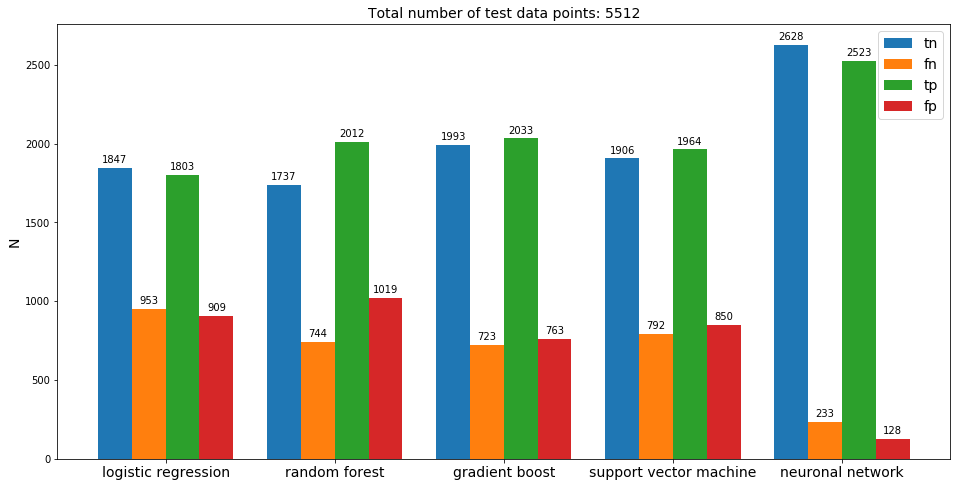 Total number of test data points: 5512
tn
fn
tp
fp
N
2500
2000
1500
1000
500
0
1847
953
1803
909
1737
744
2012
1019
1993
723
2033
763
1906
792
1964
850
2628
233
2523
128
logistic regression
random forest
gradient boost
support vector machine
neuronal network